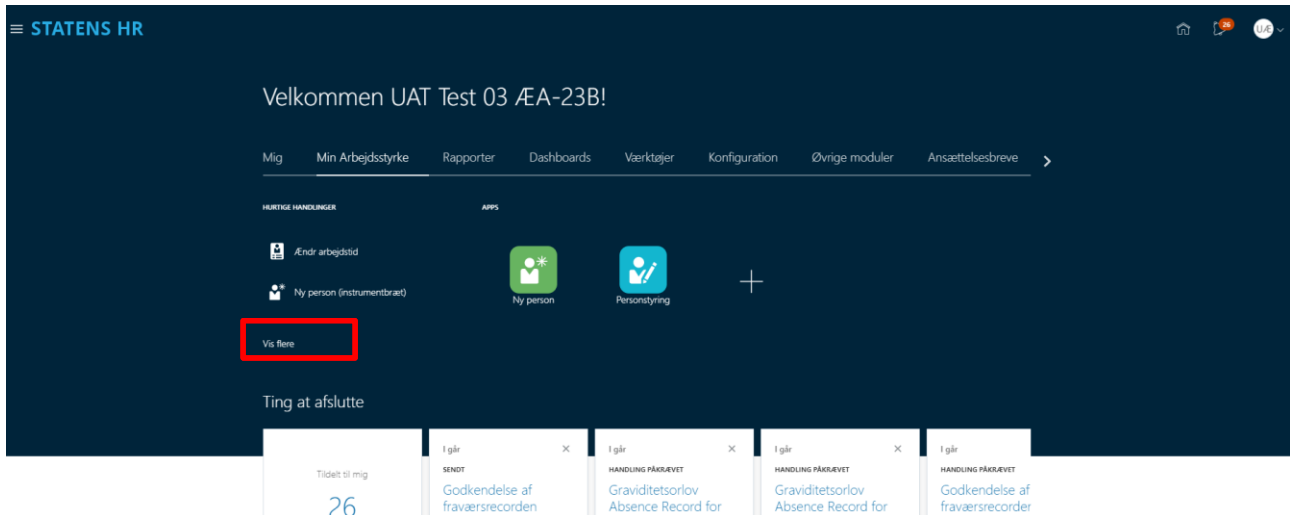 STATENS HR
26
UÆ
Velkommen UAT Test 03 ÆA-23B!
Mig Min Arbejdsstyrke Rapporter Dashboards Værktøjer Konfiguration Øvrige moduler Ansættelsesbreve
HURTIGE HANDLINGER
APPS
Ændr arbejdstid
Ny person (instrumentbræt)
Ny person
Personstyring
Vis flere
Ting at afslutte
Tildelt til mig
26
I går
SENDT
Godkendelse af
fraværsrecorden
I går
HANDLING PÅKRÆVET
Graviditetsorlov
Absence Record for
I går
HANDLING PÅKRÆVET
Graviditetsorlov
Absence Record for
I går
HANDLING PÅKRÆVET
Godkendelse af
fraværsrecorder